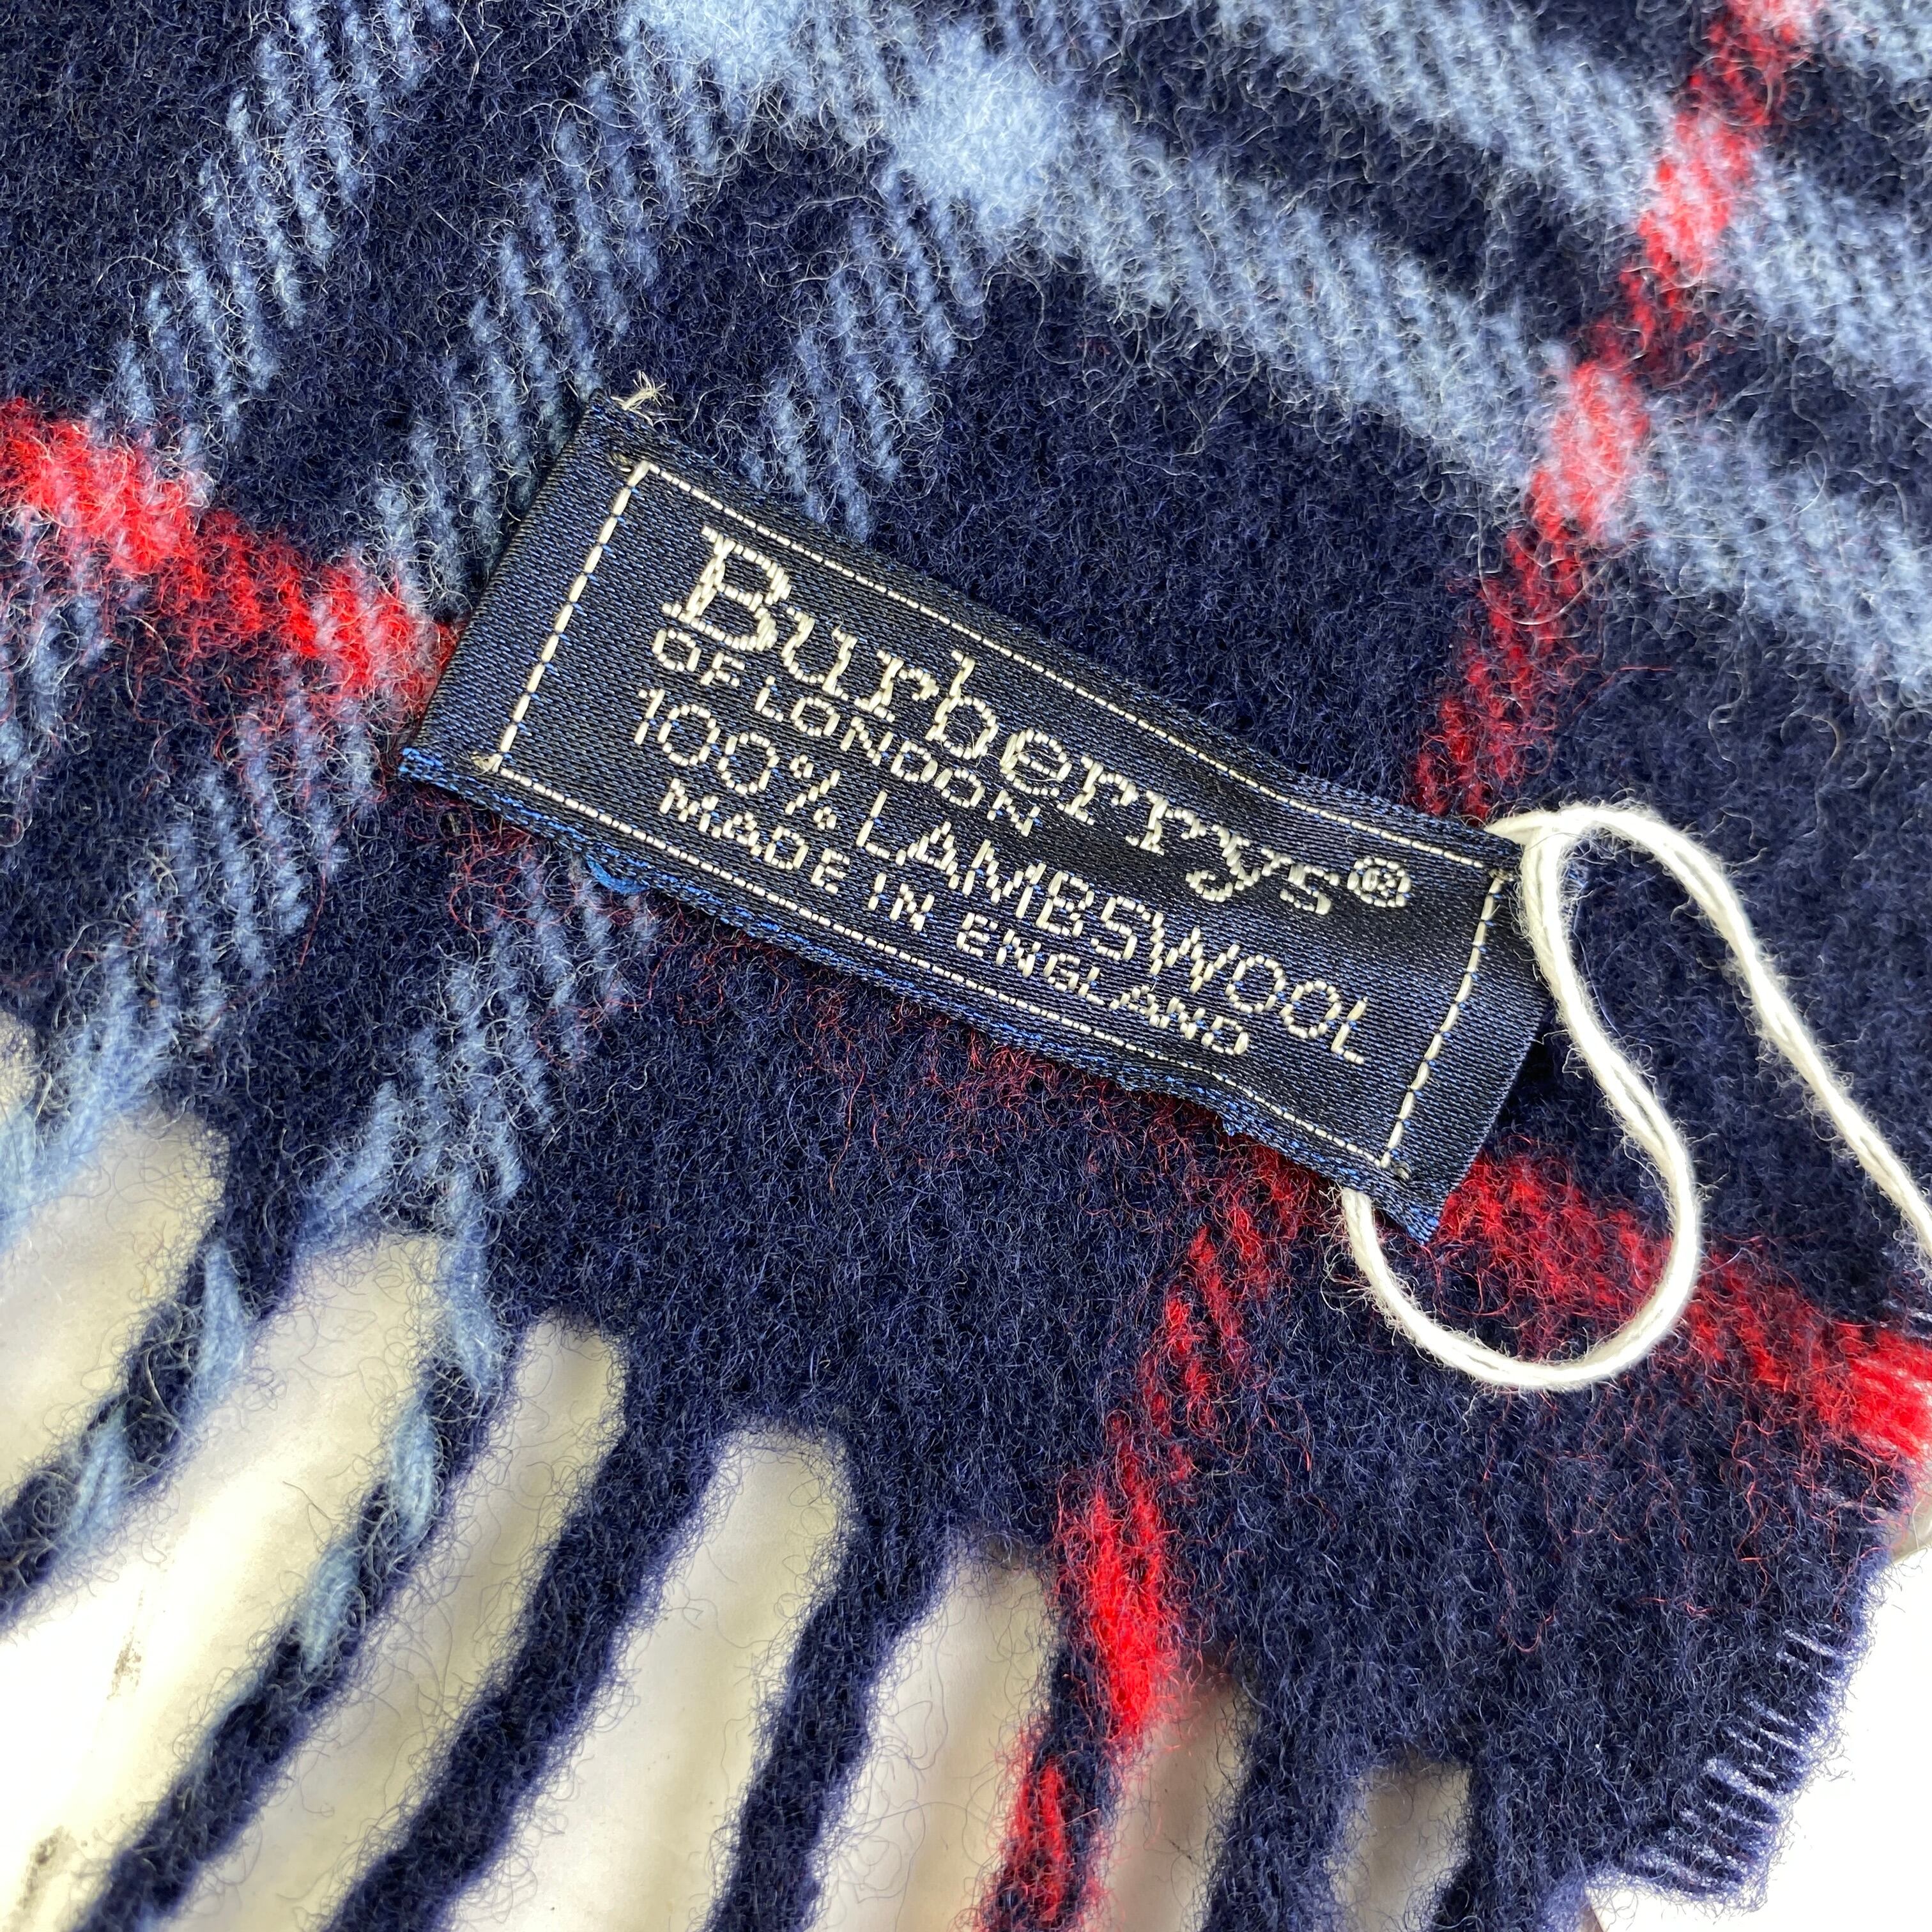 Burberrys®
OF LONDON
100% LAMBSWOOL
MADE IN ENGLAND